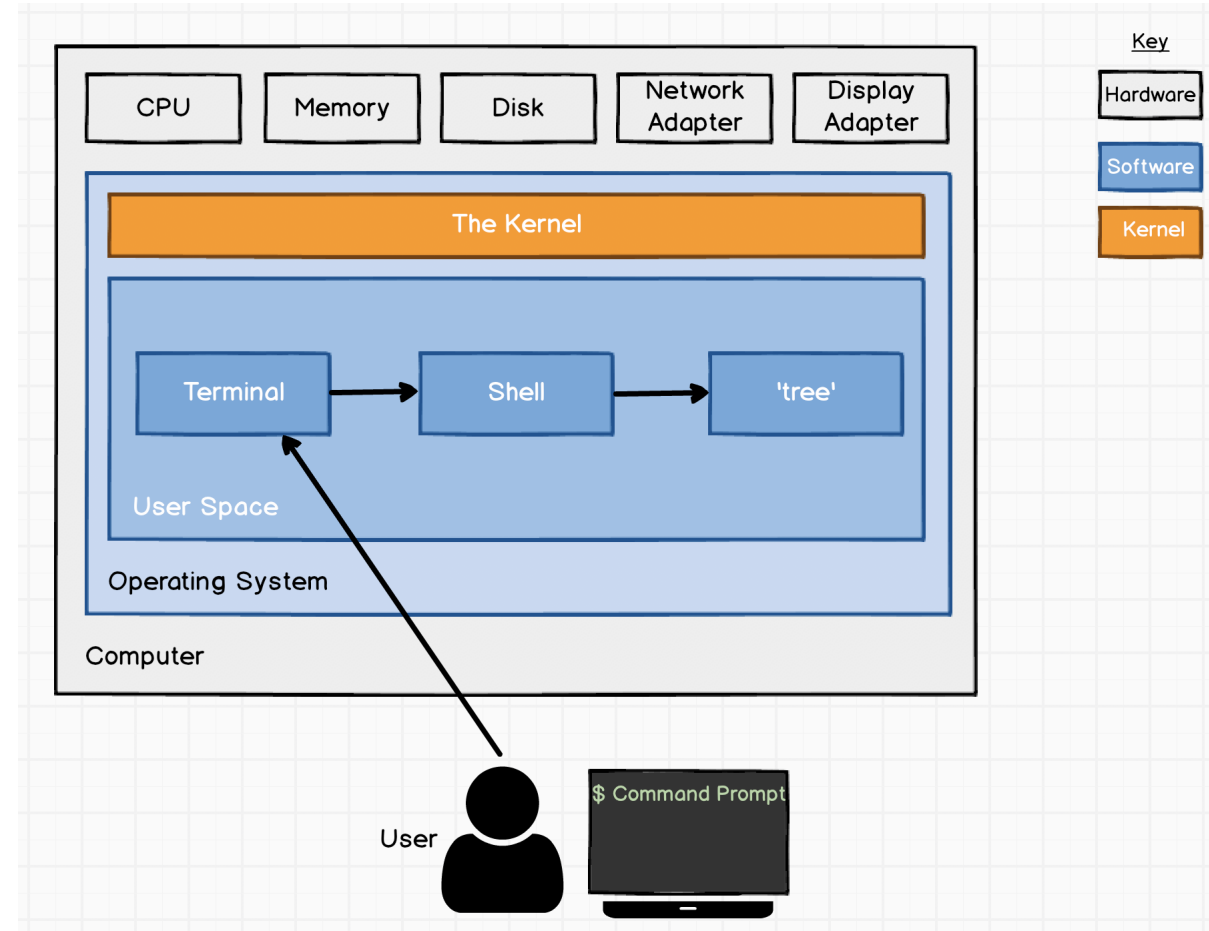 Key
CPU
Memory
Disk
Network
Adapter
Display
Adapter
Hardware
Software
The Kernel
Kernel
Terminal
Shell
'tree'
User Space
Operating System
Computer
$ Command Prompt
User